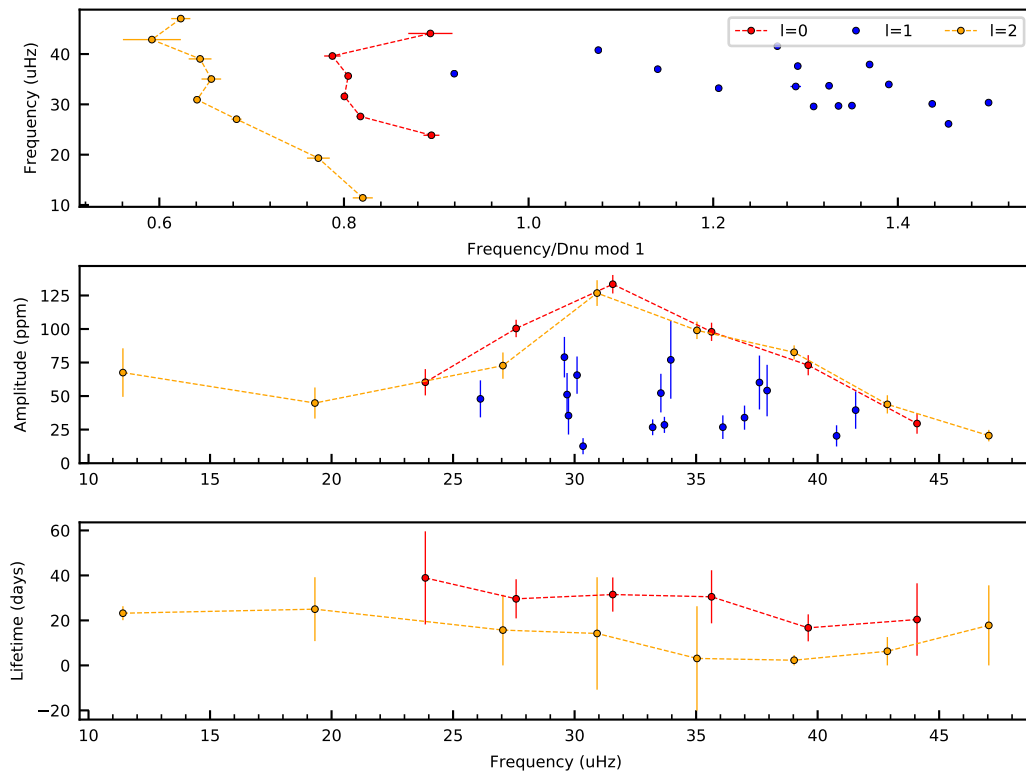 Frequency (uHz)
40
30
20
10
l=0 l=1 l=2
0.6 0.8 1.0 1.2 1.4
Frequency/Dnu mod 1
Amplitude (ppm)
125
100
75
50
25
0
10 15 20 25 30 35 40 45
Lifetime (days)
60
40
20
0
−20
10 15 20 25 30 35 40 45
Frequency (uHz)